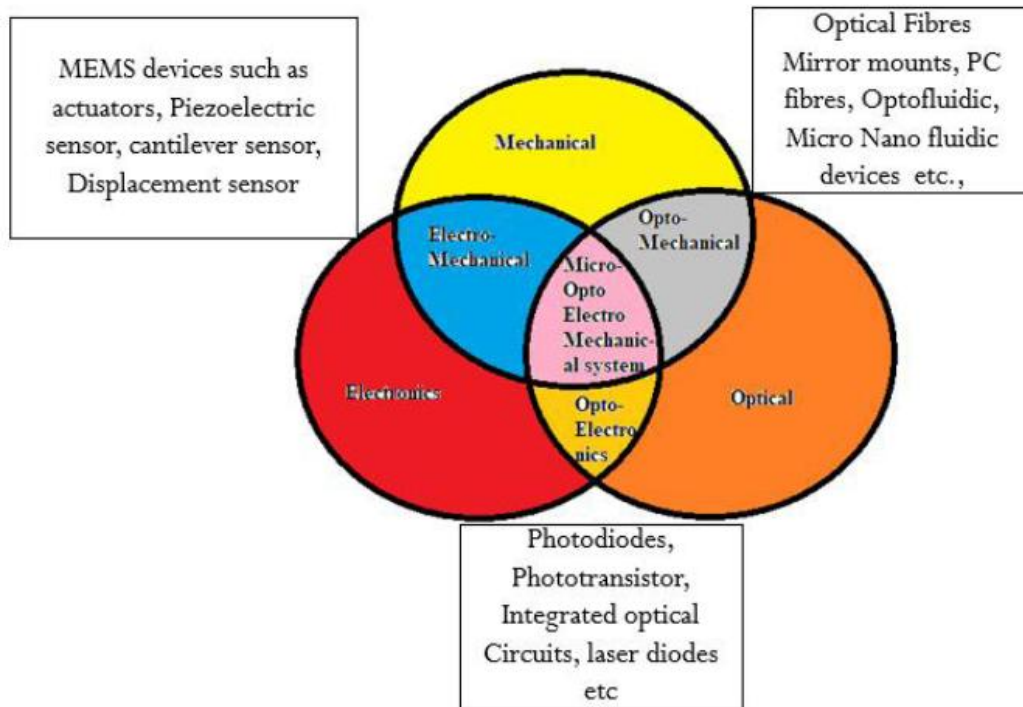 MEMS devices such as
actuators, Piezoelectric
sensor, cantilever sensor,
Displacement sensor
Optical Fibres
Mirror mounts, PC
fibres, Optofluidic,
Micro Nano fluidic
devices etc.,
Mechanical
Electro-
Mechanical
Opto-
Mechanical
Micro-
Opto
Electro
Mechanic-
al system
Electronics
Optical
Opto-
Electro
nics
Photodiodes,
Phototransistor,
Integrated optical
Circuits, laser diodes
etc